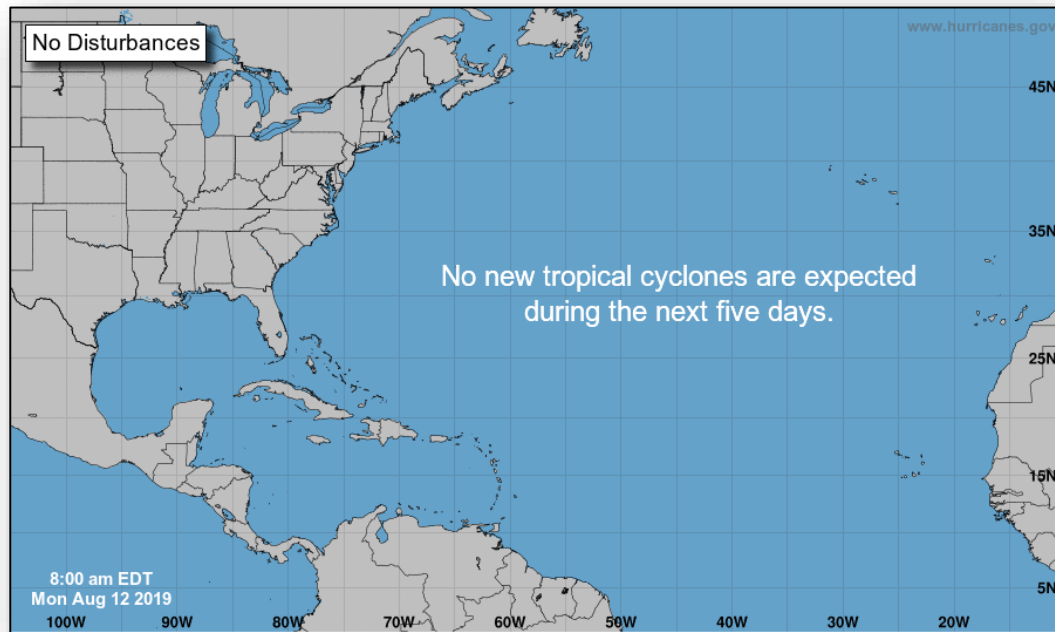 No Disturbances
www.hurricanes.gov
45N
35N
No new tropical cyclones are expected
during the next five days.
25N
15N
8:00 am EDT
Mon Aug 12 2019
5N
100W 90W 80W 70W 60W 50W 40W 30W 20W